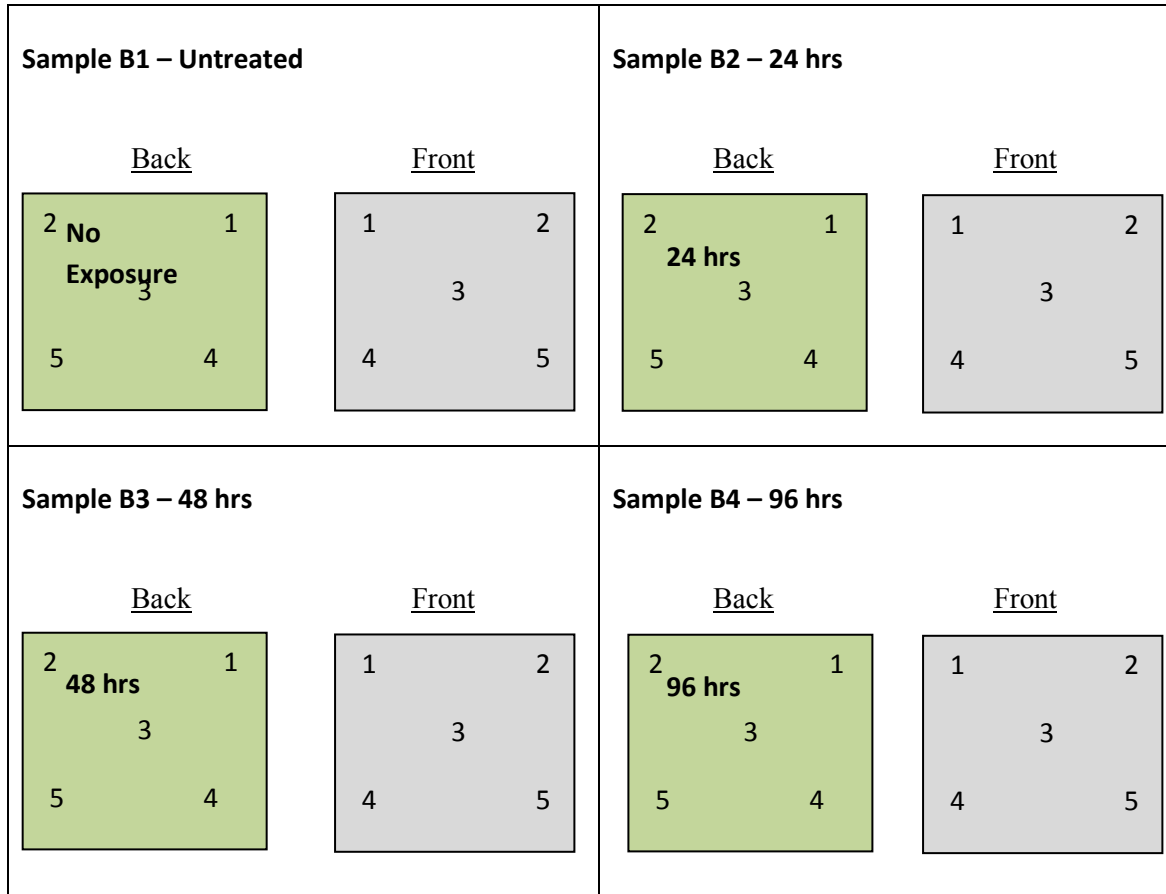 Sample B1 – Untreated
Back
Front
2 No 1
Exposure
3
5 4
1 2
3
4 5
Sample B2 – 24 hrs
Back
Front
2 1
24 hrs
3
5 4
1 2
3
4 5
Sample B3 – 48 hrs
Back
Front
2 1
48 hrs
3
5 4
1 2
3
4 5
Sample B4 – 96 hrs
Back
Front
2 1
96 hrs
3
5 4
1 2
3
4 5